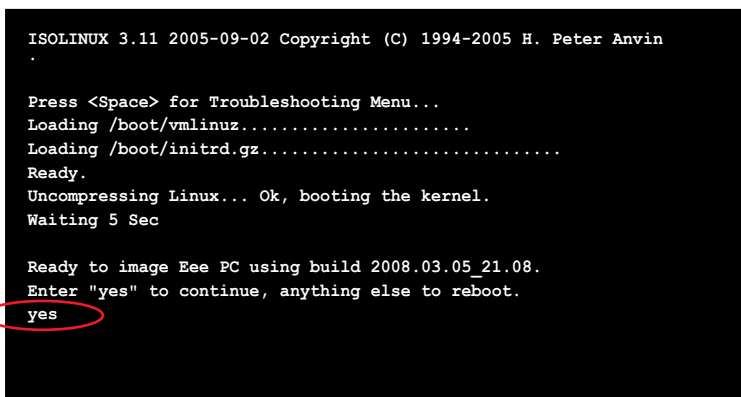 ISOLINUX 3.11 2005-09-02 Copyright (C) 1994-2005 H. Peter Anvin
.
Press <Space> for Troubleshooting Menu...
Loading /boot/vmlinuz.......................
Loading /boot/initrd.gz..............................
Ready.
Uncompressing Linux... Ok, booting the kernel.
Waiting 5 Sec
Ready to image Eee PC using build 2008.03.05_21.08.
Enter "yes" to continue, anything else to reboot.
yes